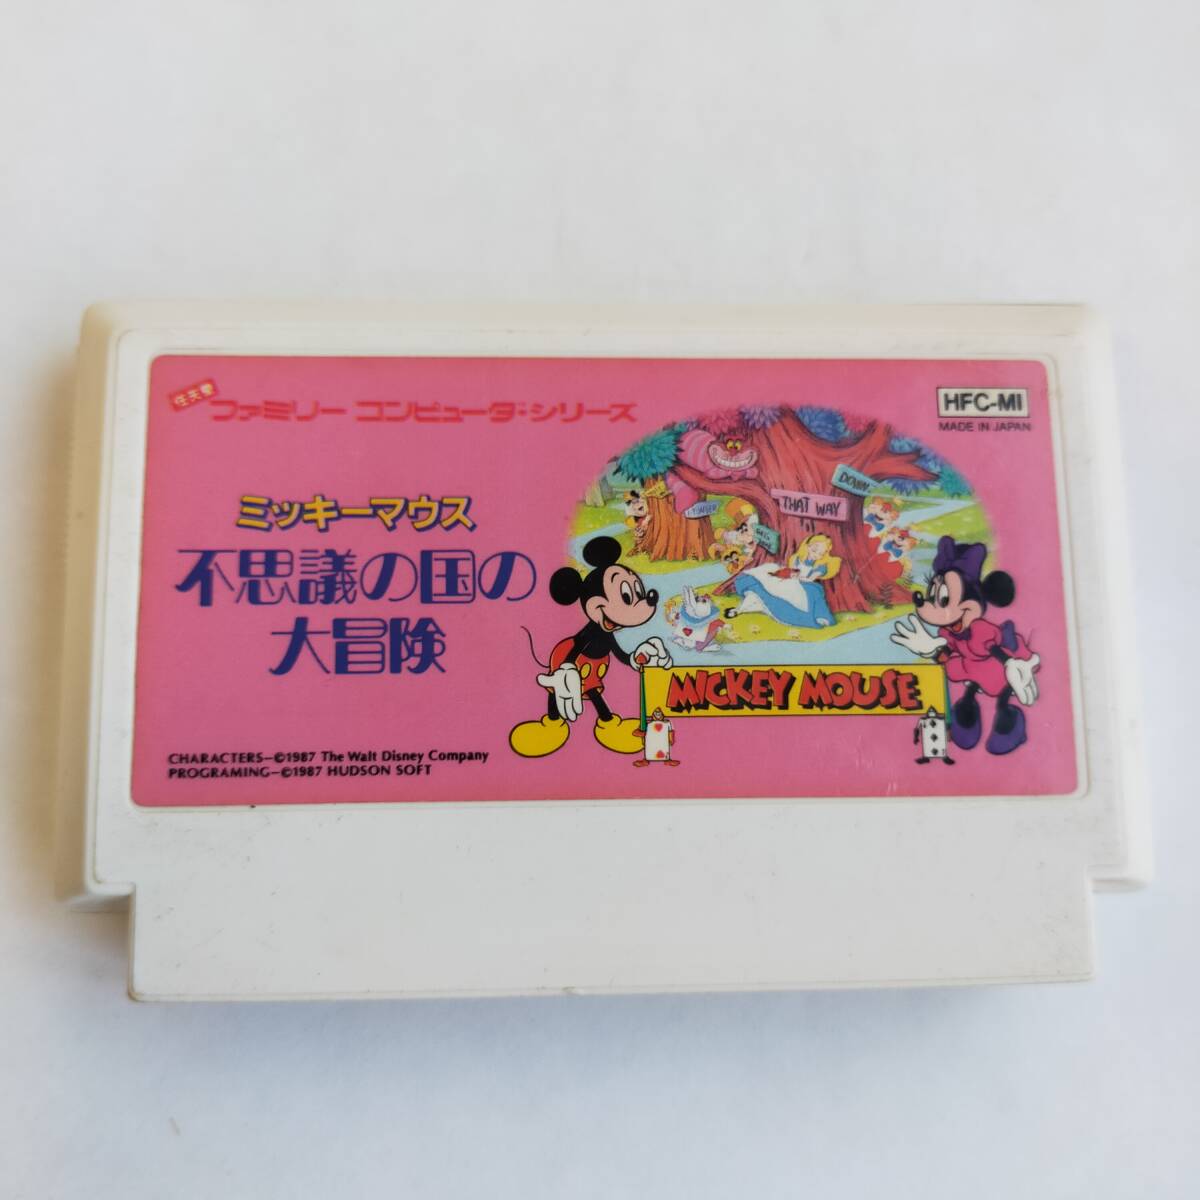 任天堂
ファミリー コンピュータ・シリーズ
HFC-MI
MADE IN JAPAN
ミッキーマウス
不思議の国の
大冒険
DOWN
THAT WAY
MICKEY MOUSE
CHARACTERS—©1987 The Walt Disney Company
PROGRAMING—©1987 HUDSON SOFT